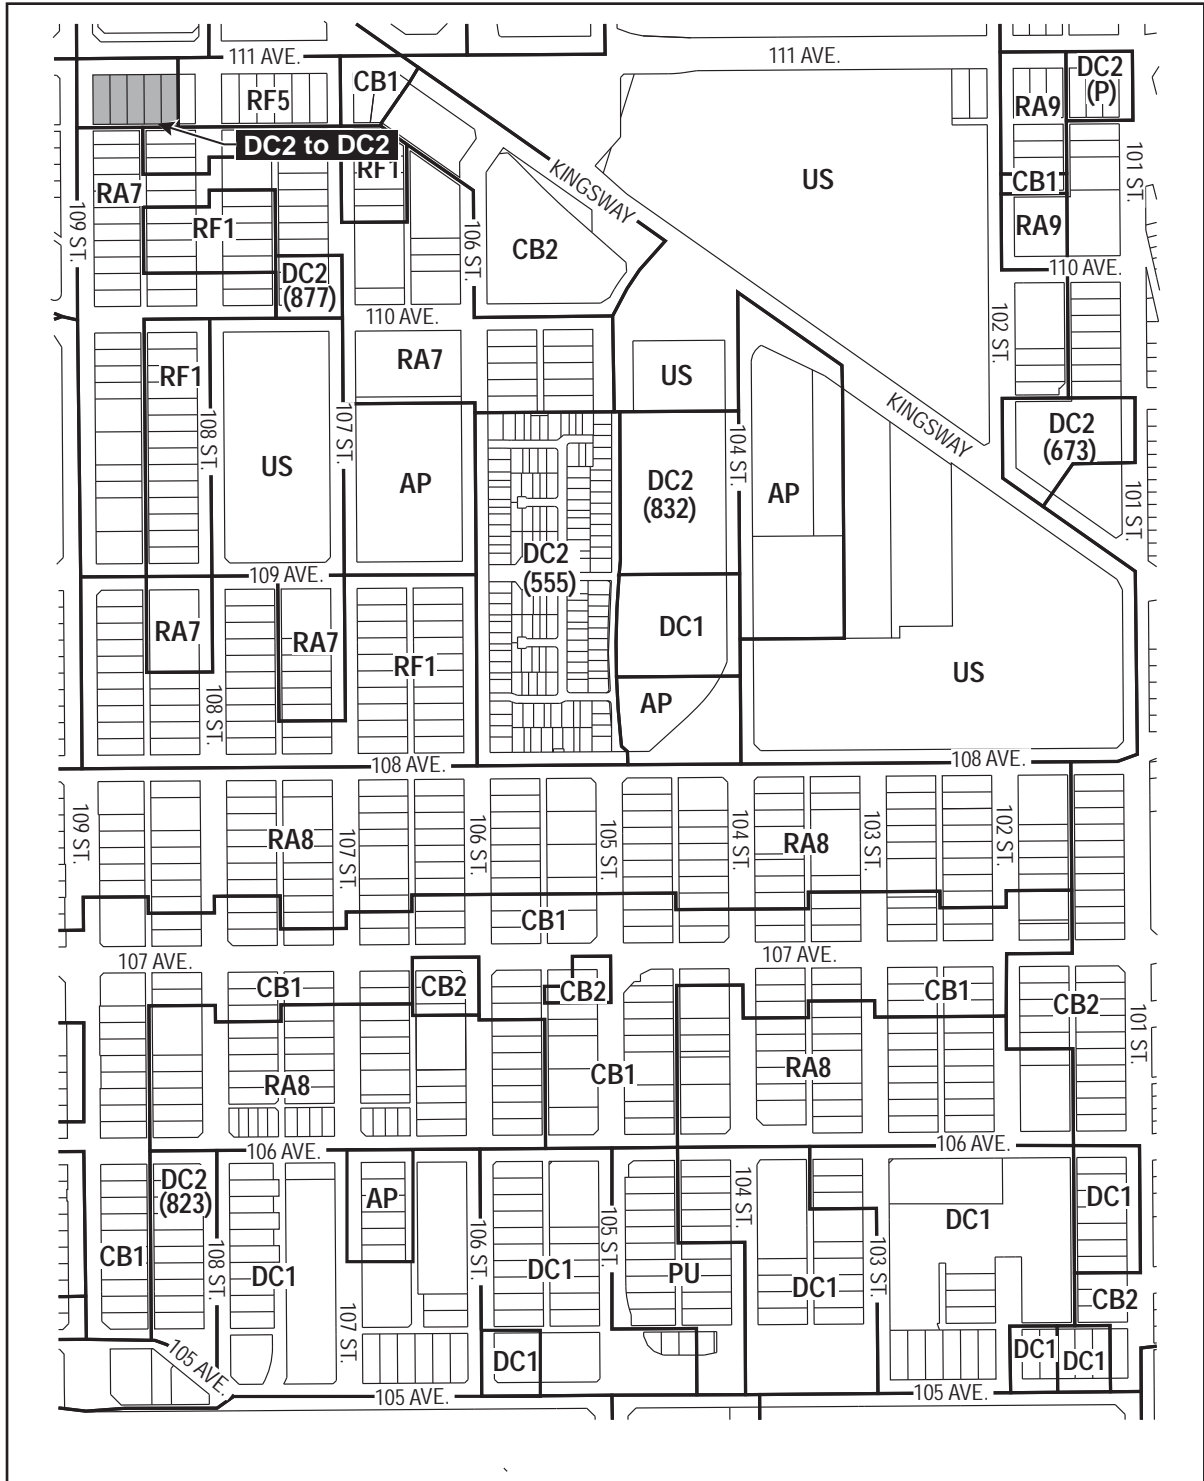 111 AVE.
111 AVE.
CB1
RF5
DC2
(P)
RA9
DC2 to DC2
RF1
KINGSWAY
US
101 ST.
CB1
RA7
109 ST.
RF1
106 ST.
RA9
CB2
DC2
(877)
110 AVE.
110 AVE.
102 ST.
RA7
US
RF1
KINGSWAY
108 ST.
107 ST.
104 ST.
DC2
(673)
US
AP
DC2
(832)
AP
101 ST.
DC2
(555)
109 AVE.
RA7
RA7
DC1
RF1
US
AP
108 ST.
108 AVE.
108 AVE.
109 ST.
107 ST.
106 ST.
105 ST.
104 ST.
103 ST.
102 ST.
RA8
RA8
CB1
107 AVE.
107 AVE.
CB1
CB2
CB2
CB1
CB2
101 ST.
RA8
CB1
RA8
106 AVE.
106 AVE.
DC2
(823)
AP
104 ST.
DC1
DC1
CB1
108 ST.
DC1
106 ST.
DC1
105 ST.
PU
DC1
103 ST.
CB2
107 ST.
DC1
DC1
DC1
105 AVE.
105 AVE.
105 AVE.